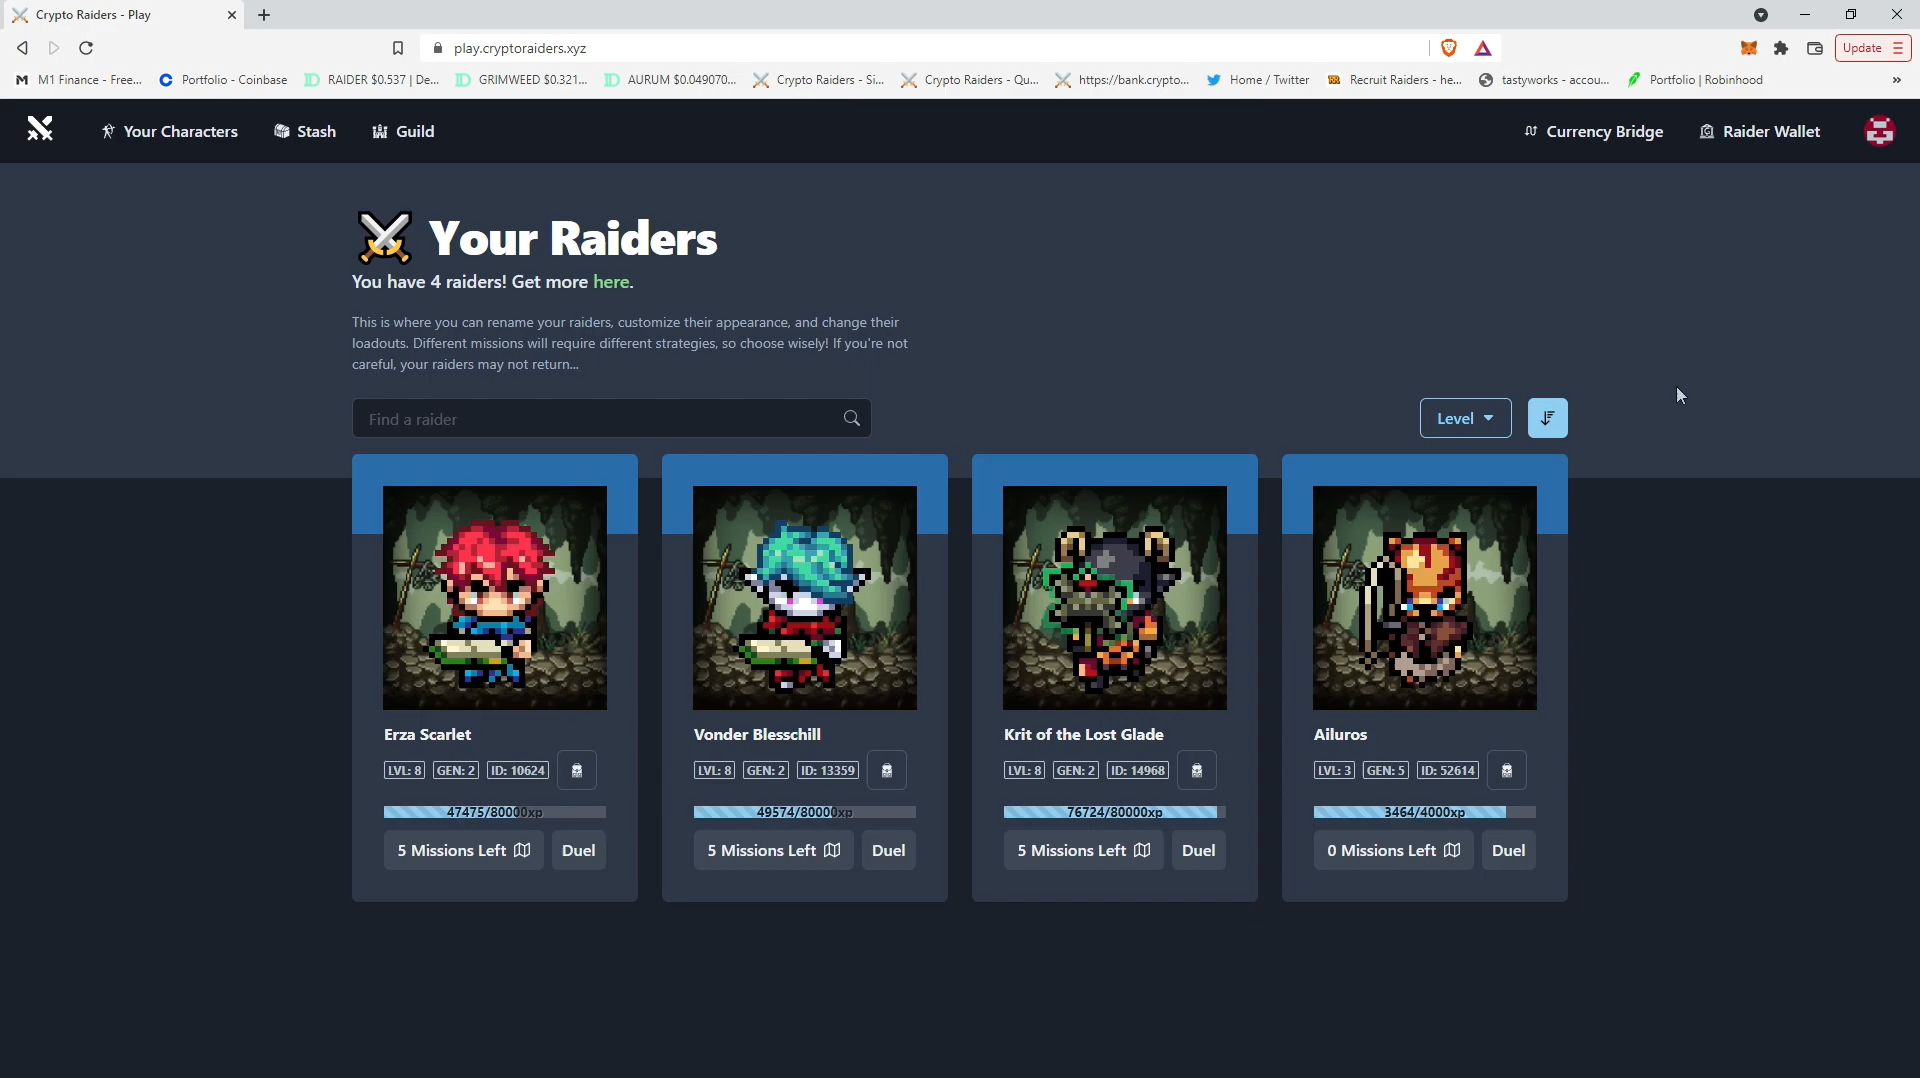 Crypto Raiders - Play
play.cryptoraiders.xyz
Update
M1 Finance - Free...
Portfolio - Coinbase
RAIDER $0.537 | De...
GRIMWEED $0.321...
AURUM $0.049070...
Crypto Raiders - Si...
Crypto Raiders - Qu...
https://bank.crypto...
Home / Twitter
Recruit Raiders - he...
tastyworks - accou...
Portfolio | Robinhood
»
Your Characters
Stash
Guild
Currency Bridge
Raider Wallet
Your Raiders
You have 4 raiders! Get more here.
This is where you can rename your raiders, customize their appearance, and change their
loadouts. Different missions will require different strategies, so choose wisely! If you're not
careful, your raiders may not return...
Find a raider
Level
Erza Scarlet
LVL: 8 GEN: 2 ID: 10624
47475/80000xp
5 Missions Left
Duel
Vonder Blesschill
LVL: 8 GEN: 2 ID: 13359
49574/80000xp
5 Missions Left
Duel
Krit of the Lost Glade
LVL: 8 GEN: 2 ID: 14968
76724/80000xp
5 Missions Left
Duel
Ailuros
LVL: 3 GEN: 5 ID: 52614
3464/4000xp
0 Missions Left
Duel